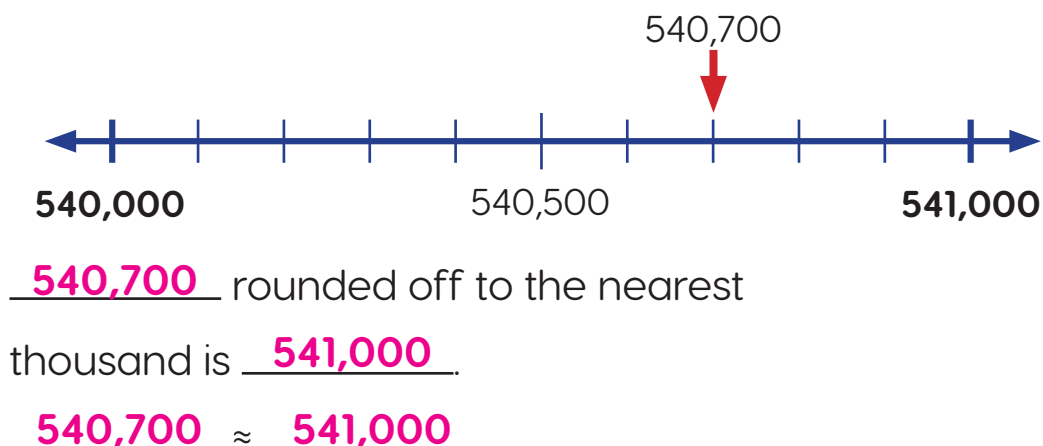 540,700
540,000 540,500 541,000
540,700 rounded off to the nearest
thousand is 541,000.
540,700 ≈ 541,000